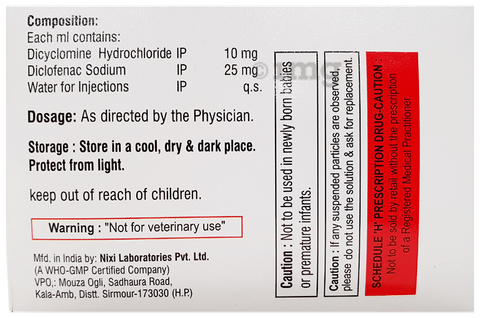 Composition:
Each ml contains:
Dicyclomine Hydrochloride IP 10 mg
Diclofenac Sodium IP 25 mg
Water for Injections IP q.s.
Dosage: As directed by the Physician.
Storage : Store in a cool, dry & dark place.
Protect from light.
keep out of reach of children.
Warning : "Not for veterinary use"
Mfd. in India by: Nixi Laboratories Pvt. Ltd.
(A WHO-GMP Certified Company)
VPO,: Mouza Ogli, Sadhaura Road,
Kala-Amb, Distt. Sirmour-173030 (H.P.)
Caution : Not to be used in newly born babies
or premature infants.
Caution : If any suspended particles are observed,
please do not use the solution & ask for replacement.
SCHEDULE 'H' PRESCRIPTION DRUG-CAUTION :
Not to be sold by retail without the prescription
of a Registered Medical Practitioner.
1mg